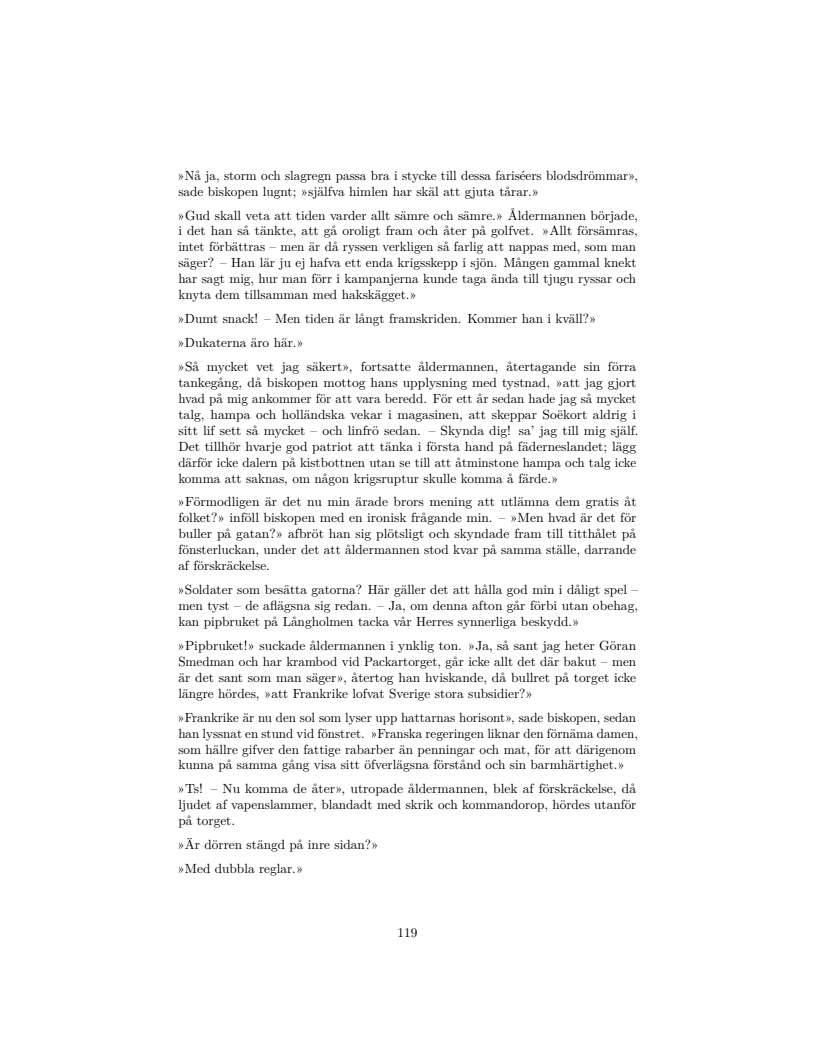 »Nå ja, storm och slagregn passa bra i stycke till dessa fariséers blodsdrömmar»,
sade biskopen lugnt; »själfva himlen har skäl att gjuta tårar.»
»Gud skall veta att tiden varder allt sämre och sämre.» Åldermannen började,
i det han så tänkte, att gå oroligt fram och åter på golfvet. »Allt försämras,
intet förbättras – men är då ryssen verkligen så farlig att nappas med, som man
säger? – Han lär ju ej hafva ett enda krigsskepp i sjön. Mången gammal knekt
har sagt mig, hur man förr i kampanjerna kunde taga ända till tjugu ryssar och
knyta dem tillsamman med hakskägget.»
»Dumt snack! – Men tiden är långt framskriden. Kommer han i kväll?»
»Dukaterna äro här.»
»Så mycket vet jag säkert», fortsatte åldermannen, återtagande sin förra
tankegång, då biskopen mottog hans upplysning med tystnad, »att jag gjort
hvad på mig ankommer för att vara beredd. För ett år sedan hade jag så mycket
talg, hampa och holländska vekar i magasinen, att skeppar Soëkort aldrig i
sitt lif sett så mycket – och linfrö sedan. – Skynda dig! sa’ jag till mig själf.
Det tillhör hvarje god patriot att tänka i första hand på fäderneslandet; lägg
därför icke dalern på kistbottnen utan se till att åtminstone hampa och talg icke
komma att saknas, om någon krigsruptur skulle komma å färde.»
»Förmodligen är det nu min ärade brors mening att utlämna dem gratis åt
folket?» inföll biskopen med en ironisk frågande min. – »Men hvad är det för
buller på gatan?» afbröt han sig plötsligt och skyndade fram till titthålet på
fönsterluckan, under det att åldermannen stod kvar på samma ställe, darrande
af förskräckelse.
»Soldater som besätta gatorna? Här gäller det att hålla god min i dåligt spel –
men tyst – de aflägsna sig redan. – Ja, om denna afton går förbi utan obehag,
kan pipbruket på Långholmen tacka vår Herres synnerliga beskydd.»
»Pipbruket!» suckade åldermannen i ynklig ton. »Ja, så sant jag heter Göran
Smedman och har krambod vid Packartorget, går icke allt det där bakut – men
är det sant som man säger», återtog han hviskande, då bullret på torget icke
längre hördes, »att Frankrike lofvat Sverige stora subsidier?»
»Frankrike är nu den sol som lyser upp hattarnas horisont», sade biskopen, sedan
han lyssnat en stund vid fönstret. »Franska regeringen liknar den förnäma damen,
som hällre gifver den fattige rabarber än penningar och mat, för att därigenom
kunna på samma gång visa sitt öfverlägsna förstånd och sin barmhärtighet.»
»Ts! – Nu komma de åter», utropade åldermannen, blek af förskräckelse, då
ljudet af vapenslammer, blandadt med skrik och kommandorop, hördes utanför
på torget.
»Är dörren stängd på inre sidan?»
»Med dubbla reglar.»
119